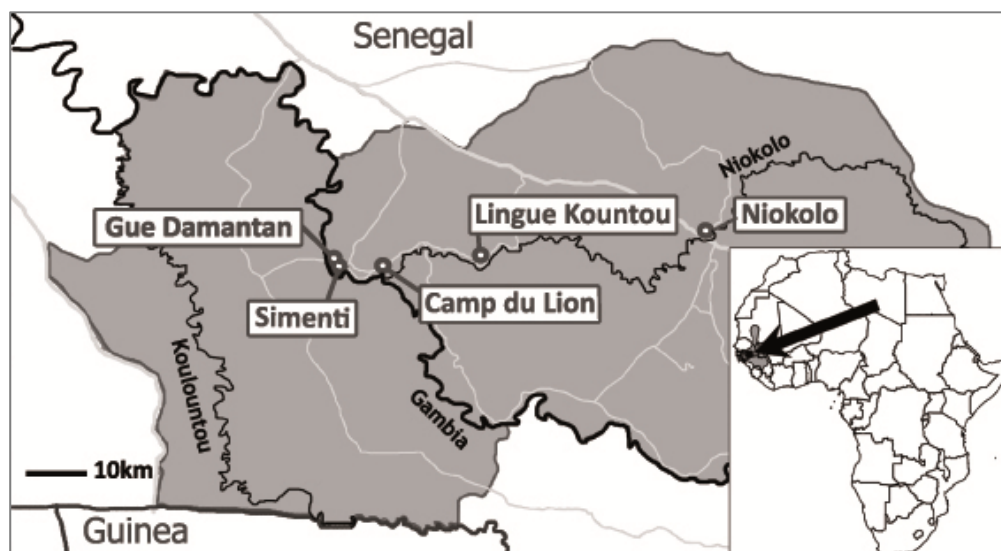 Senegal
Niokolo
Gue Damantan
Lingue Kountou
Niokolo
Simenti
Camp du Lion
Koulountou
Gambia
10km
Guinea